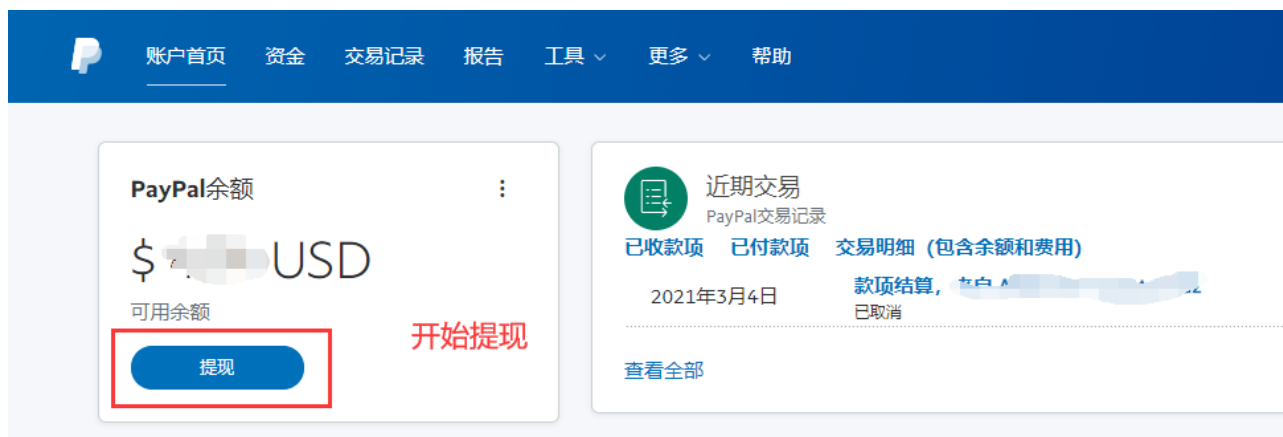 账户首页 资金 交易记录 报告 工具 更多 帮助
PayPal余额
$ USD
可用余额
提现
开始提现
近期交易
PayPal交易记录
已收款项 已付款项 交易明细（包含余额和费用）
2021年3月4日
款项结算，来自
已取消
查看全部